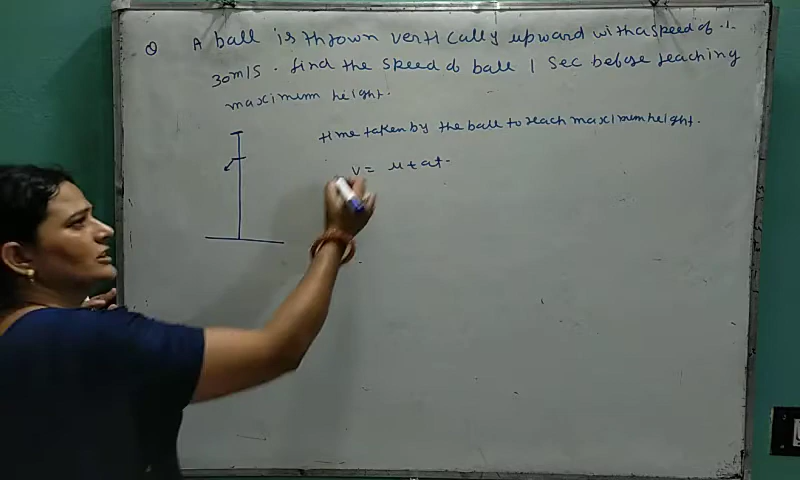 Q A ball is thrown vertically upward with a speed of
30m/s. find the speed of ball 1 sec before reaching
maximum height.
time taken by the ball to reach maximum height.
v = u+at.